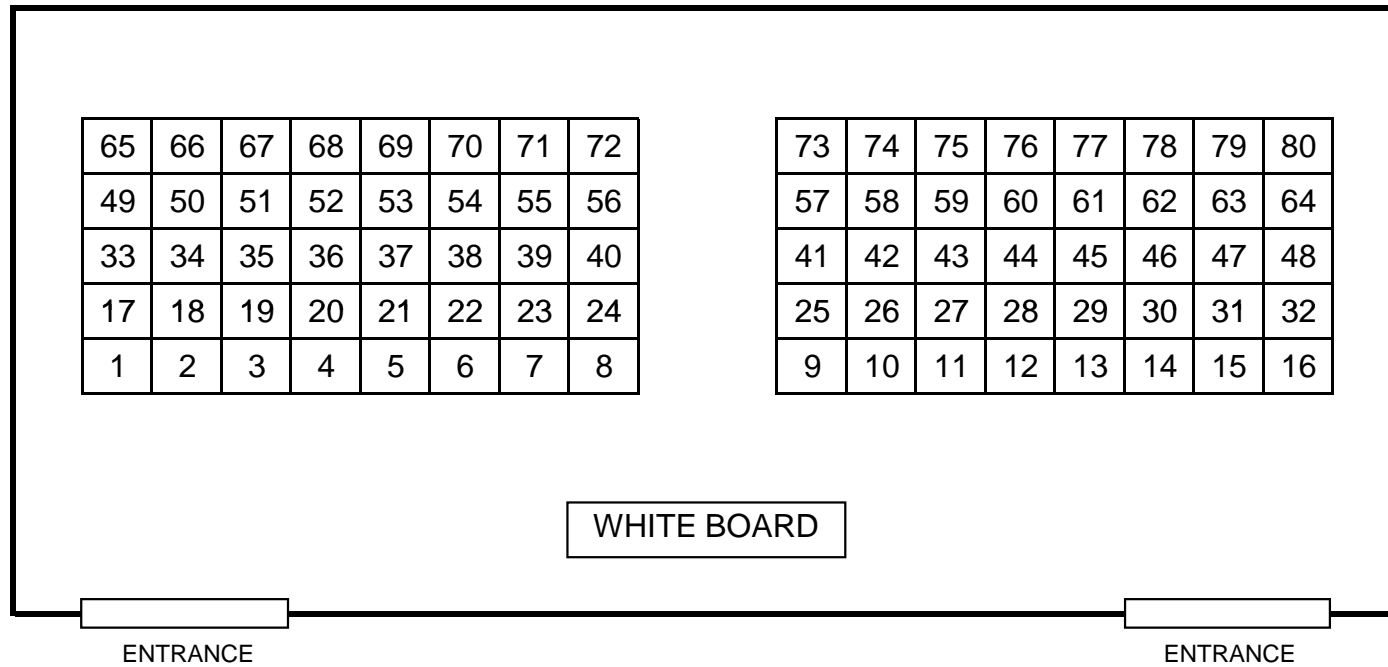 65 66 67 68 69 70 71 72 73 74 75 76 77 78 79 80
49 50 51 52 53 54 55 56 57 58 59 60 61 62 63 64
33 34 35 36 37 38 39 40 41 42 43 44 45 46 47 48
17 18 19 20 21 22 23 24 25 26 27 28 29 30 31 32
1 2 3 4 5 6 7 8 9 10 11 12 13 14 15 16
WHITE BOARD
ENTRANCE ENTRANCE